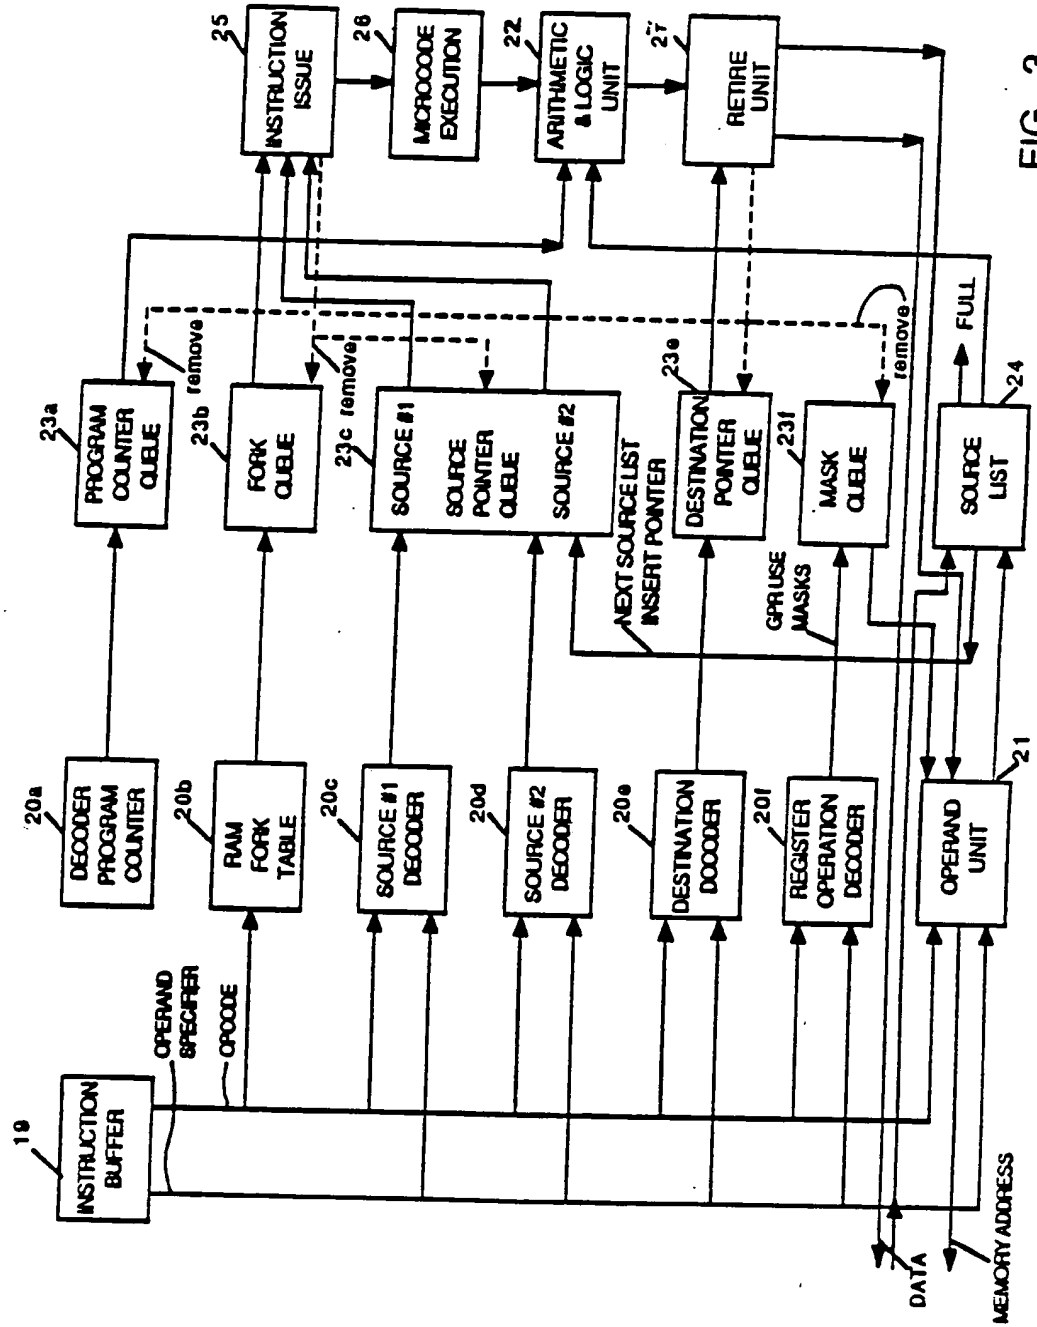 19
INSTRUCTION
BUFFER
OPERAND
SPECIFIER
OPCODE
20a
DECODER
PROGRAM
COUNTER
20b
RAM
FORK
TABLE
20c
SOURCE #1
DECODER
20d
SOURCE #2
DECODER
20e
DESTINATION
DOCODER
20f
REGISTER
OPERATION
DECODER
21
OPERAND
UNIT
DATA
MEMORY ADDRESS
23a
PROGRAM
COUNTER
QUEUE
remove
23b
FORK
QUEUE
remove
23c
SOURCE #1
SOURCE
POINTER
QUEUE
SOURCE #2
NEXT SOURCE LIST
INSERT POINTER
23e
DESTINATION
POINTER
QUEUE
GPR USE
MASKS
23f
MASK
QUEUE
remove
24
SOURCE
LIST
FULL
25
INSTRUCTION
ISSUE
26
MICROCODE
EXECUTION
22
ARITHMETIC
& LOGIC
UNIT
27
RETIRE
UNIT
FIG.